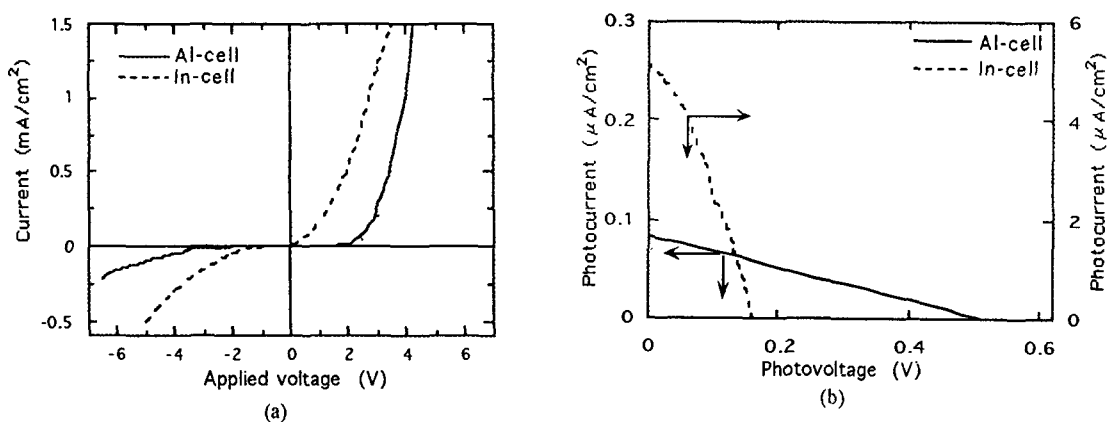 1.5
1
0.5
0
-0.5
Current (mA/cm²)
Al-cell
In-cell
-6
-4
-2
0
2
4
6
Applied voltage (V)
(a)
0.3
0.2
0.1
0
Photocurrent (μA/cm²)
Al-cell
In-cell
6
4
2
0
Photocurrent (μA/cm²)
0
0.2
0.4
0.6
Photovoltage (V)
(b)